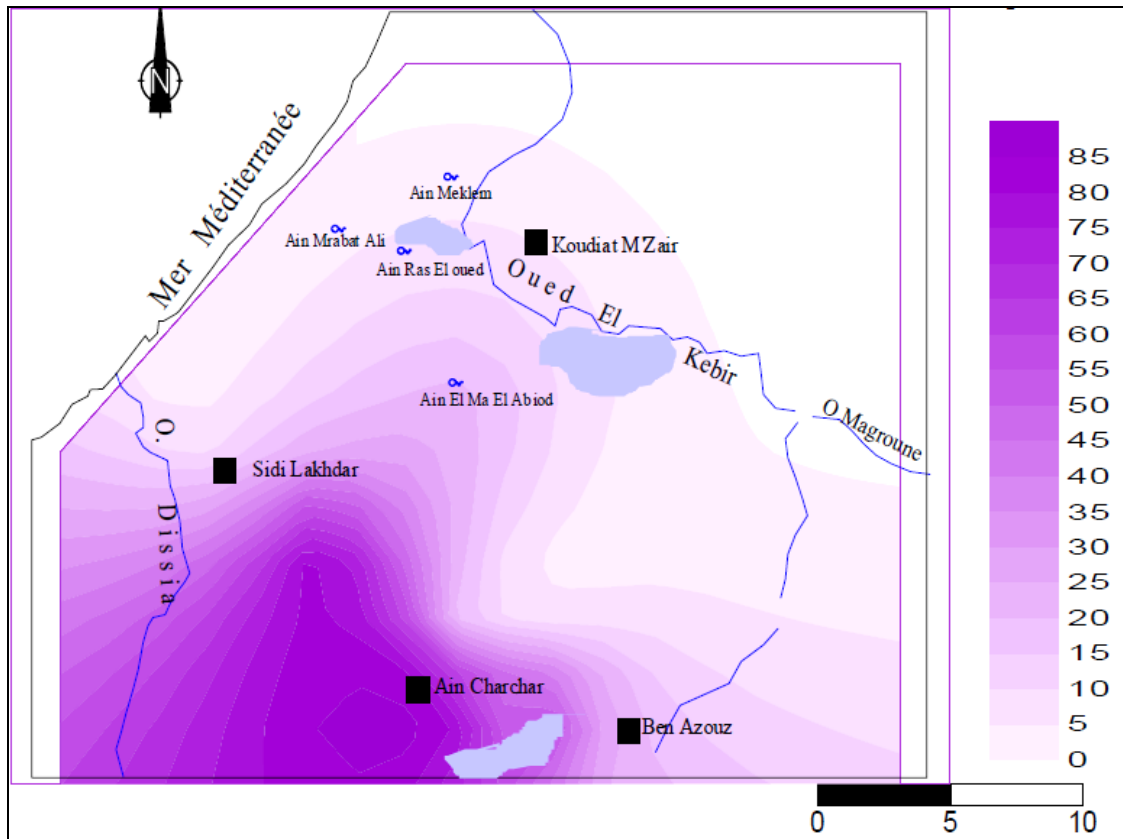 N
Mer Méditerranée
Ain Meklem
Ain Mrabat Ali
Ain Ras El oued
Koudiat M'Zair
Oued El Kebir
Ain El Ma El Abiod
O Magroune
O. Dissia
Sidi Lakhdar
Ain Charchar
Ben Azouz
85
80
75
70
65
60
55
50
45
40
35
30
25
20
15
10
5
0
0 5 10